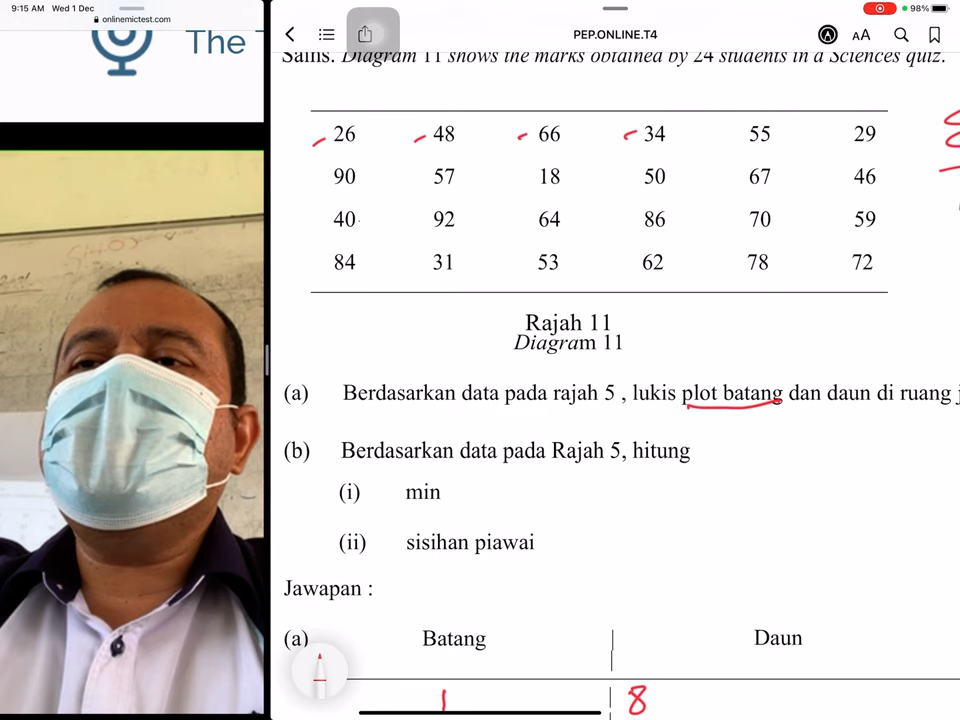 9:15 AM Wed 1 Dec
98%
onlinemictest.com
The
PEP.ONLINE.T4
AA
Sains. Diagram 11 shows the marks obtained by 24 students in a Sciences quiz.
26 48 66 34 55 29
90 57 18 50 67 46
40 92 64 86 70 59
84 31 53 62 78 72
Rajah 11
Diagram 11
(a) Berdasarkan data pada rajah 5 , lukis plot batang dan daun di ruang
(b) Berdasarkan data pada Rajah 5, hitung
(i) min
(ii) sisihan piawai
Jawapan :
(a) Batang Daun
1 8